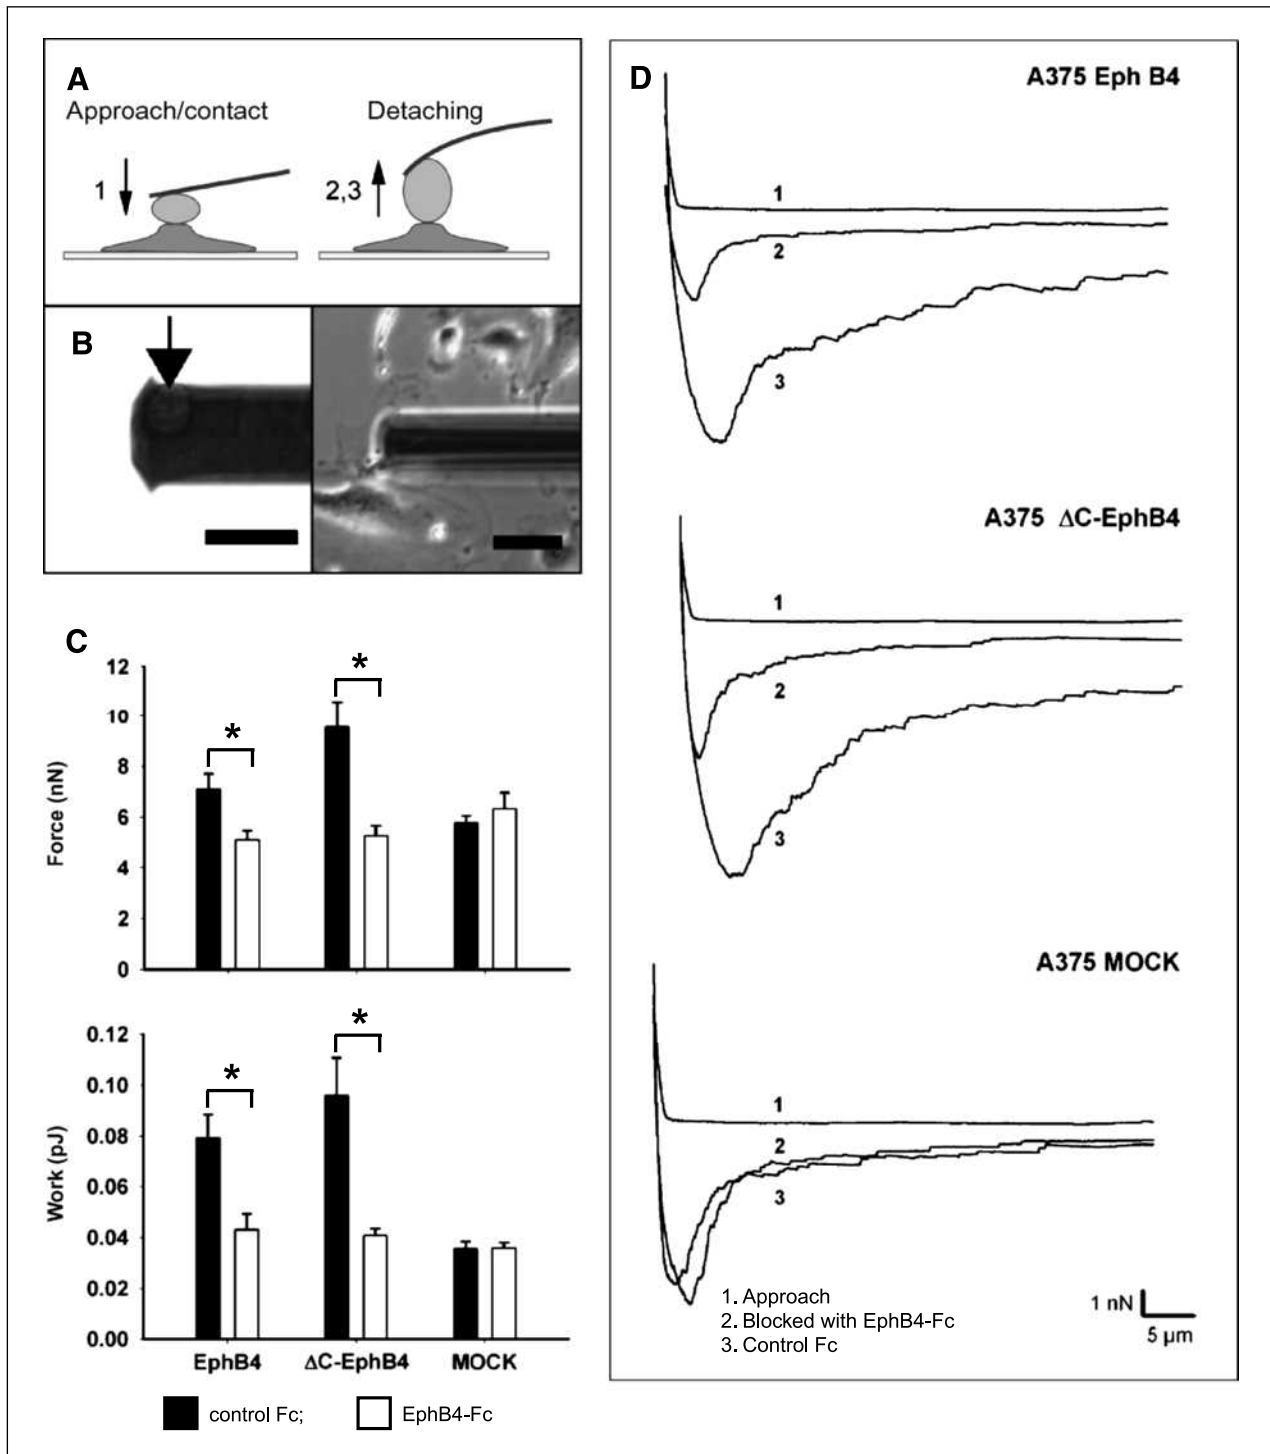 A
Approach/contact
Detaching
1
2,3
B
C
12
10
8
6
4
2
0
Force (nN)
*
*
0.12
0.10
0.08
0.06
0.04
0.02
0.00
Work (pJ)
*
*
EphB4
ΔC-EphB4
MOCK
control Fc;
EphB4-Fc
D
A375 Eph B4
1
2
3
A375 ΔC-EphB4
1
2
3
A375 MOCK
1
2
3
1. Approach
2. Blocked with EphB4-Fc
3. Control Fc
1 nN
5 µm